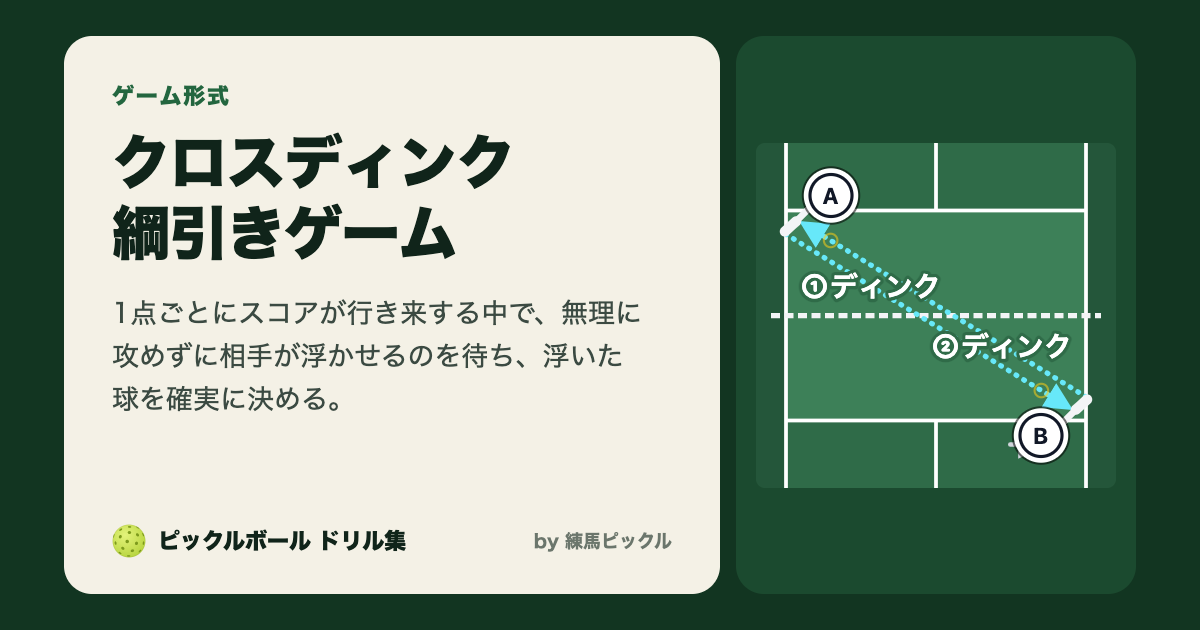 ゲーム形式
クロスディンク
綱引きゲーム
1点ごとにスコアが行き来する中で、無理に
攻めずに相手が浮かせるのを待ち、浮いた
球を確実に決める。
ピックルボール ドリル集
by 練馬ピックル
A
①ディンク
②ディンク
B